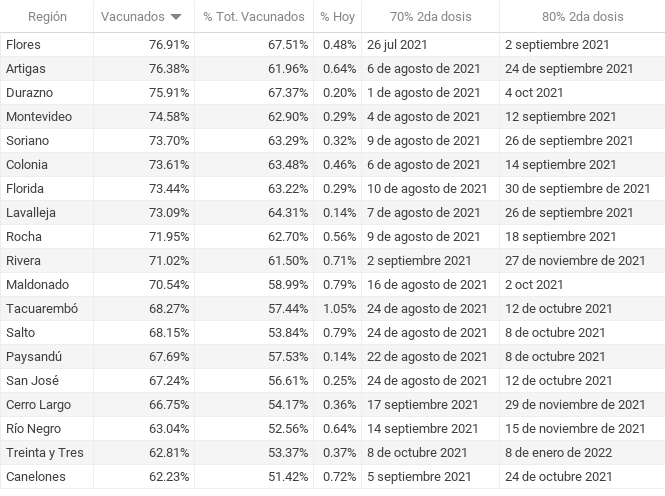 Región Vacunados % Tot. Vacunados % Hoy 70% 2da dosis 80% 2da dosis
Flores 76.91% 67.51% 0.48% 26 jul 2021 2 septiembre 2021
Artigas 76.38% 61.96% 0.64% 6 de agosto de 2021 24 de septiembre 2021
Durazno 75.91% 67.37% 0.20% 1 de agosto de 2021 4 oct 2021
Montevideo 74.58% 62.90% 0.29% 4 de agosto de 2021 12 septiembre 2021
Soriano 73.70% 63.29% 0.32% 9 de agosto de 2021 26 de septiembre 2021
Colonia 73.61% 63.48% 0.46% 6 de agosto de 2021 14 septiembre 2021
Florida 73.44% 63.22% 0.29% 10 de agosto de 2021 30 de septiembre de 2021
Lavalleja 73.09% 64.31% 0.14% 7 de agosto de 2021 26 de septiembre 2021
Rocha 71.95% 62.70% 0.56% 9 de agosto de 2021 18 septiembre 2021
Rivera 71.02% 61.50% 0.71% 2 septiembre 2021 27 de noviembre de 2021
Maldonado 70.54% 58.99% 0.79% 16 de agosto de 2021 2 oct 2021
Tacuarembó 68.27% 57.44% 1.05% 24 de agosto de 2021 12 de octubre 2021
Salto 68.15% 53.84% 0.79% 24 de agosto de 2021 8 de octubre 2021
Paysandú 67.69% 57.53% 0.14% 22 de agosto de 2021 8 de octubre 2021
San José 67.24% 56.61% 0.25% 24 de agosto de 2021 12 de octubre 2021
Cerro Largo 66.75% 54.17% 0.36% 17 septiembre 2021 29 de noviembre de 2021
Río Negro 63.04% 52.56% 0.64% 14 septiembre 2021 15 de noviembre de 2021
Treinta y Tres 62.81% 53.37% 0.37% 8 de octubre 2021 8 de enero de 2022
Canelones 62.23% 51.42% 0.72% 5 septiembre 2021 24 de octubre 2021